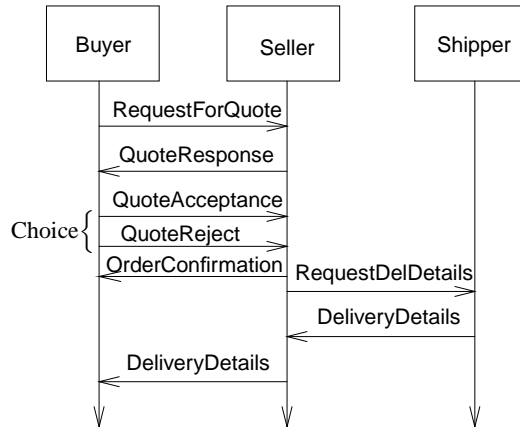 Buyer
Seller
Shipper
RequestForQuote
QuoteResponse
QuoteAcceptance
Choice
QuoteReject
OrderConfirmation
RequestDelDetails
DeliveryDetails
DeliveryDetails